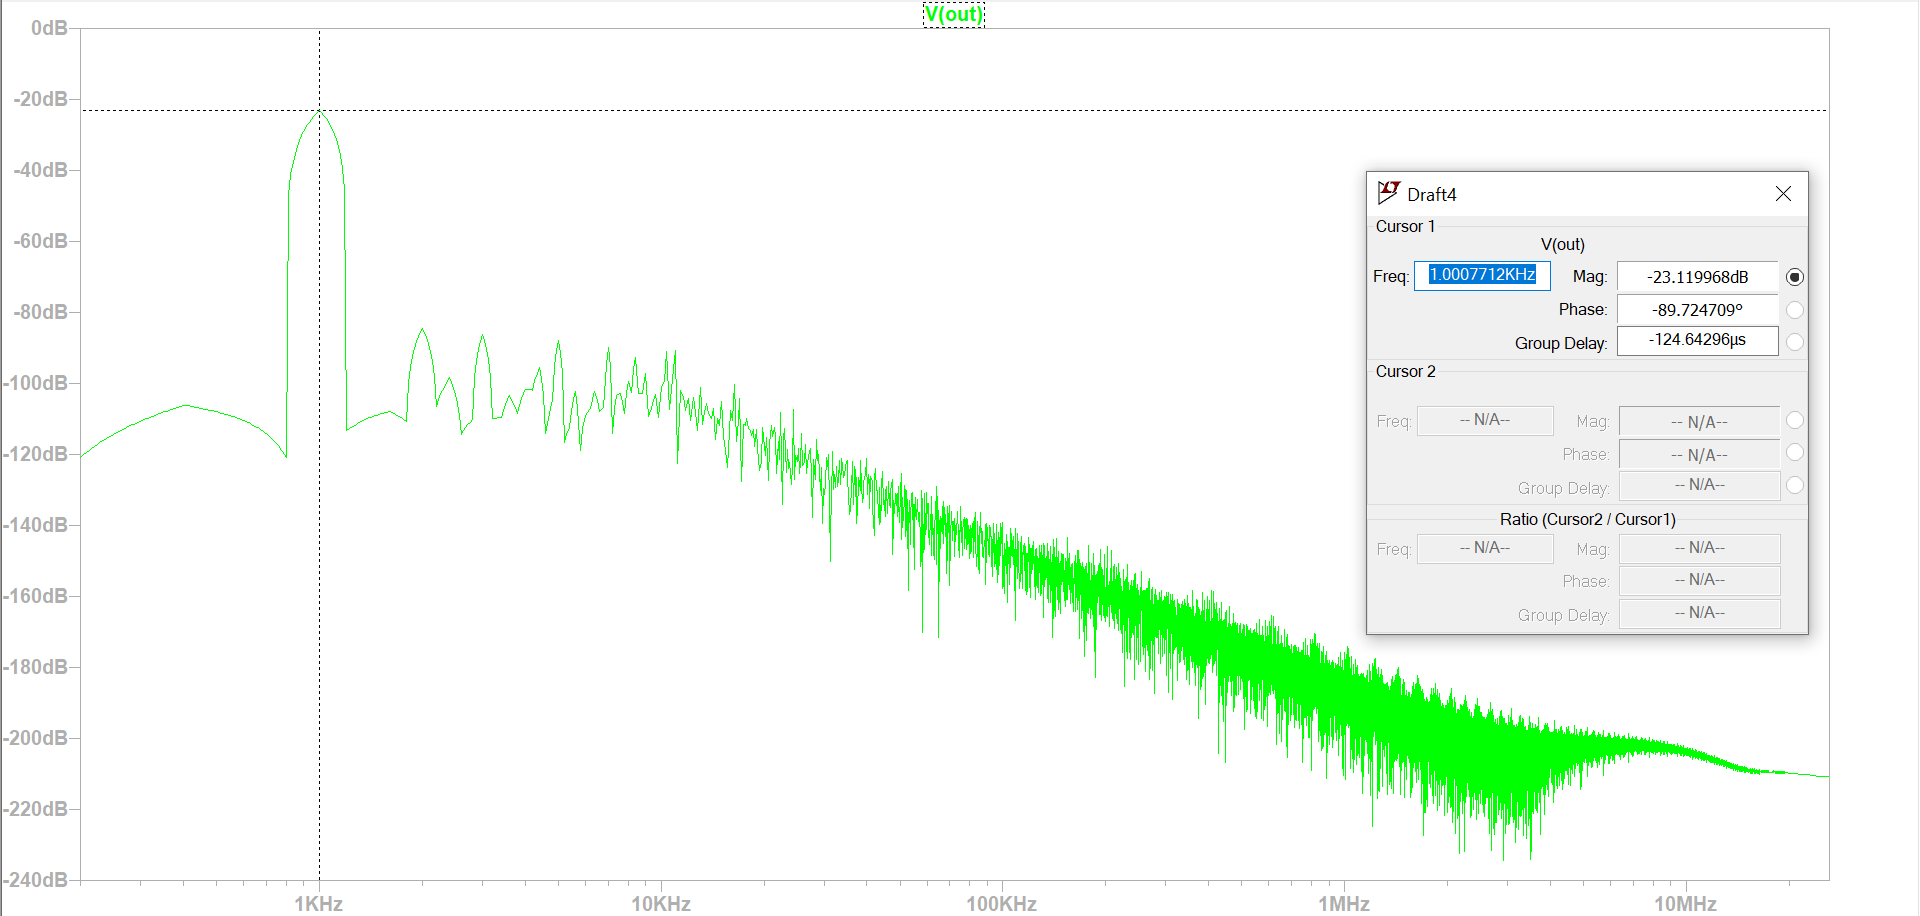 V(out)
0dB
-20dB
-40dB
-60dB
-80dB
-100dB
-120dB
-140dB
-160dB
-180dB
-200dB
-220dB
-240dB
1KHz 10KHz 100KHz 1MHz 10MHz
LT Draft4
Cursor 1
V(out)
Freq: 1.0007712KHz Mag: -23.119968dB
Phase: -89.724709º
Group Delay: -124.64296µs
Cursor 2
Freq: -- N/A-- Mag: -- N/A--
Phase: -- N/A--
Group Delay: -- N/A--
Ratio (Cursor2 / Cursor1)
Freq: -- N/A-- Mag: -- N/A--
Phase: -- N/A--
Group Delay: -- N/A--